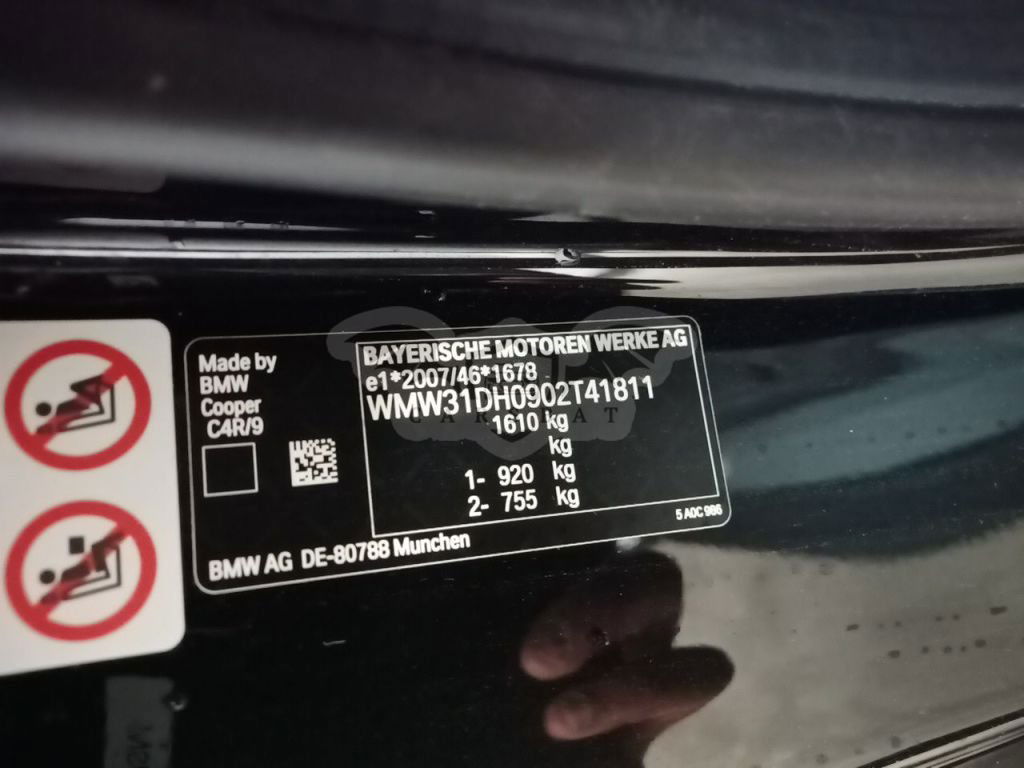 Made by
BMW
Cooper
C4R/9
BAYERISCHE MOTOREN WERKE AG
e1*2007/46*1678
WMW31DH0902T41811
1610 kg
kg
1- 920 kg
2- 755 kg
5 A0C 986
BMW AG DE-80788 Munchen
CARSPAT